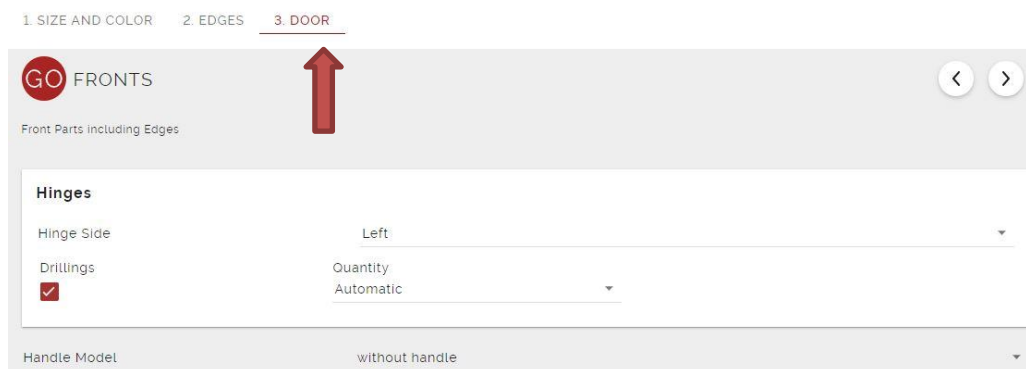 1. SIZE AND COLOR 2. EDGES 3. DOOR
GO FRONTS
Front Parts including Edges
Hinges
Hinge Side Left
Drillings Quantity
Automatic
Handle Model without handle